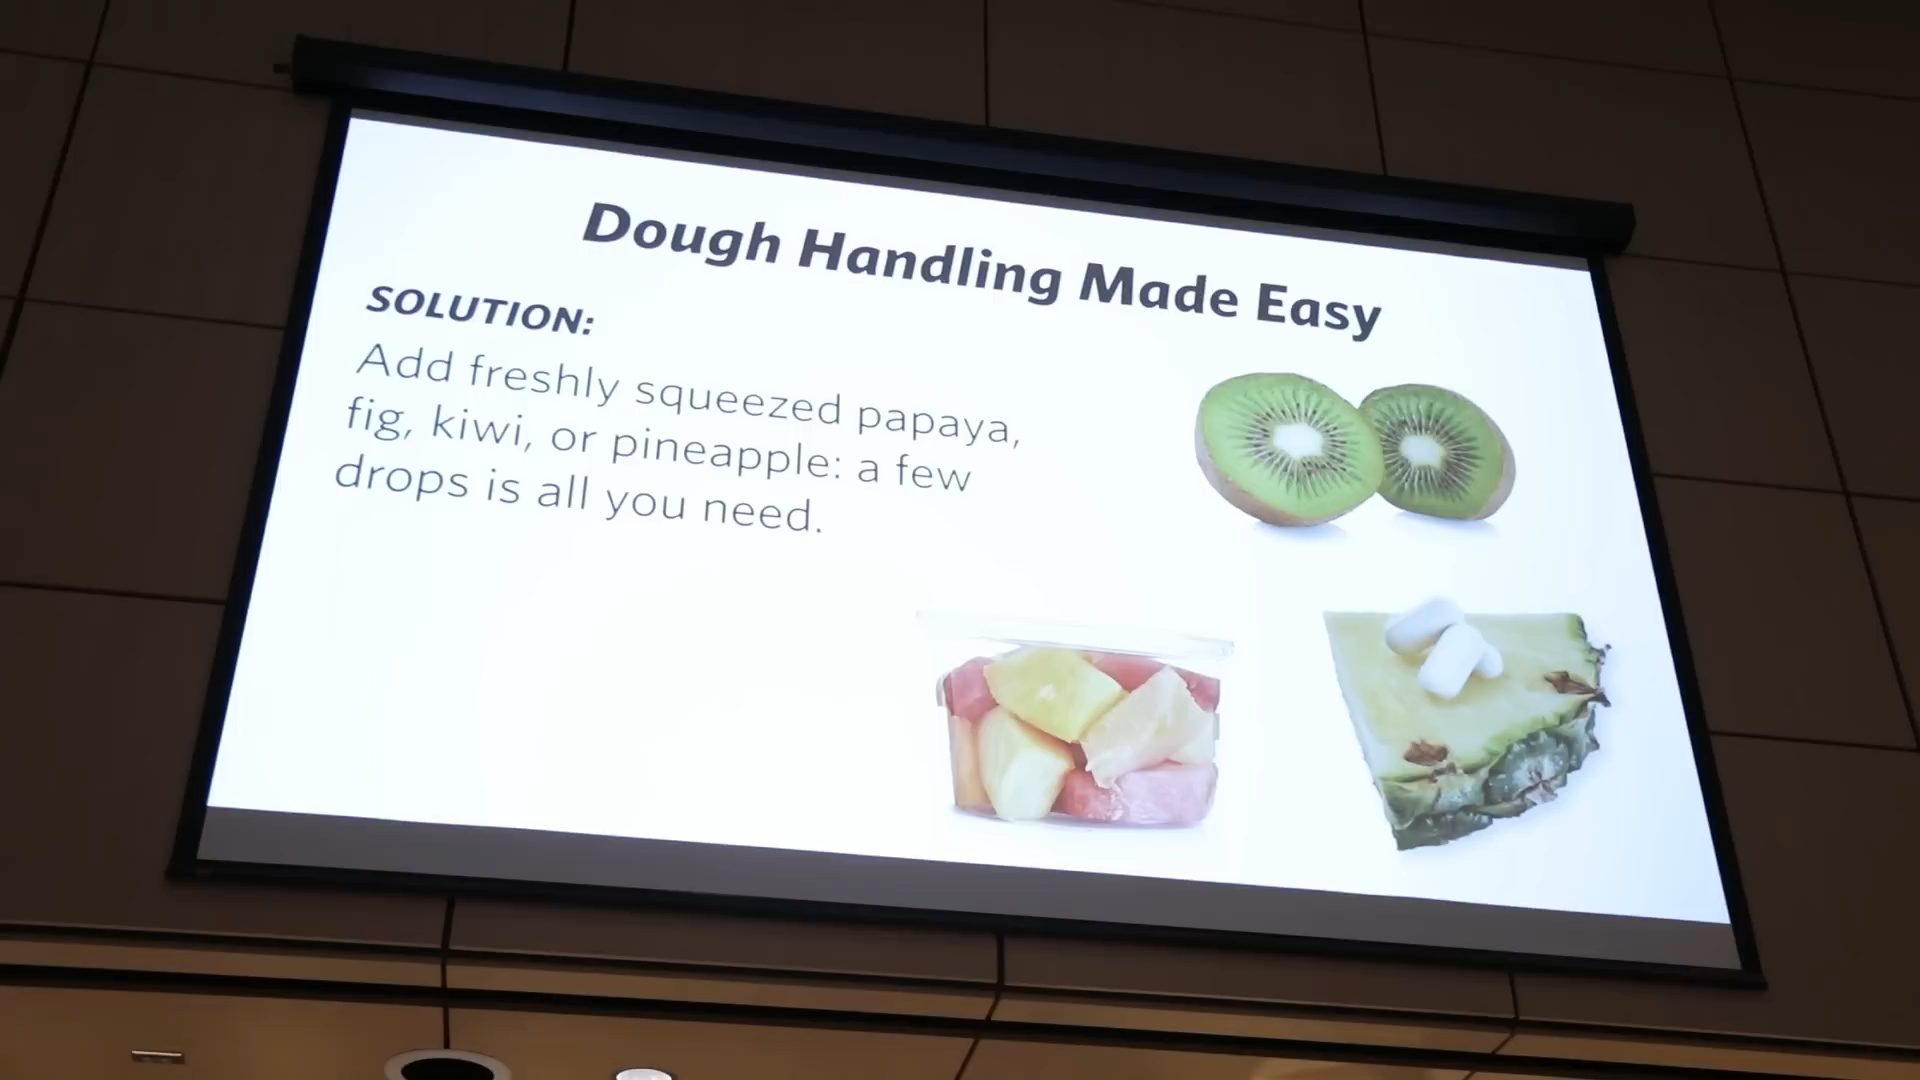 Dough Handling Made Easy
SOLUTION:
Add freshly squeezed papaya,
fig, kiwi, or pineapple: a few
drops is all you need.